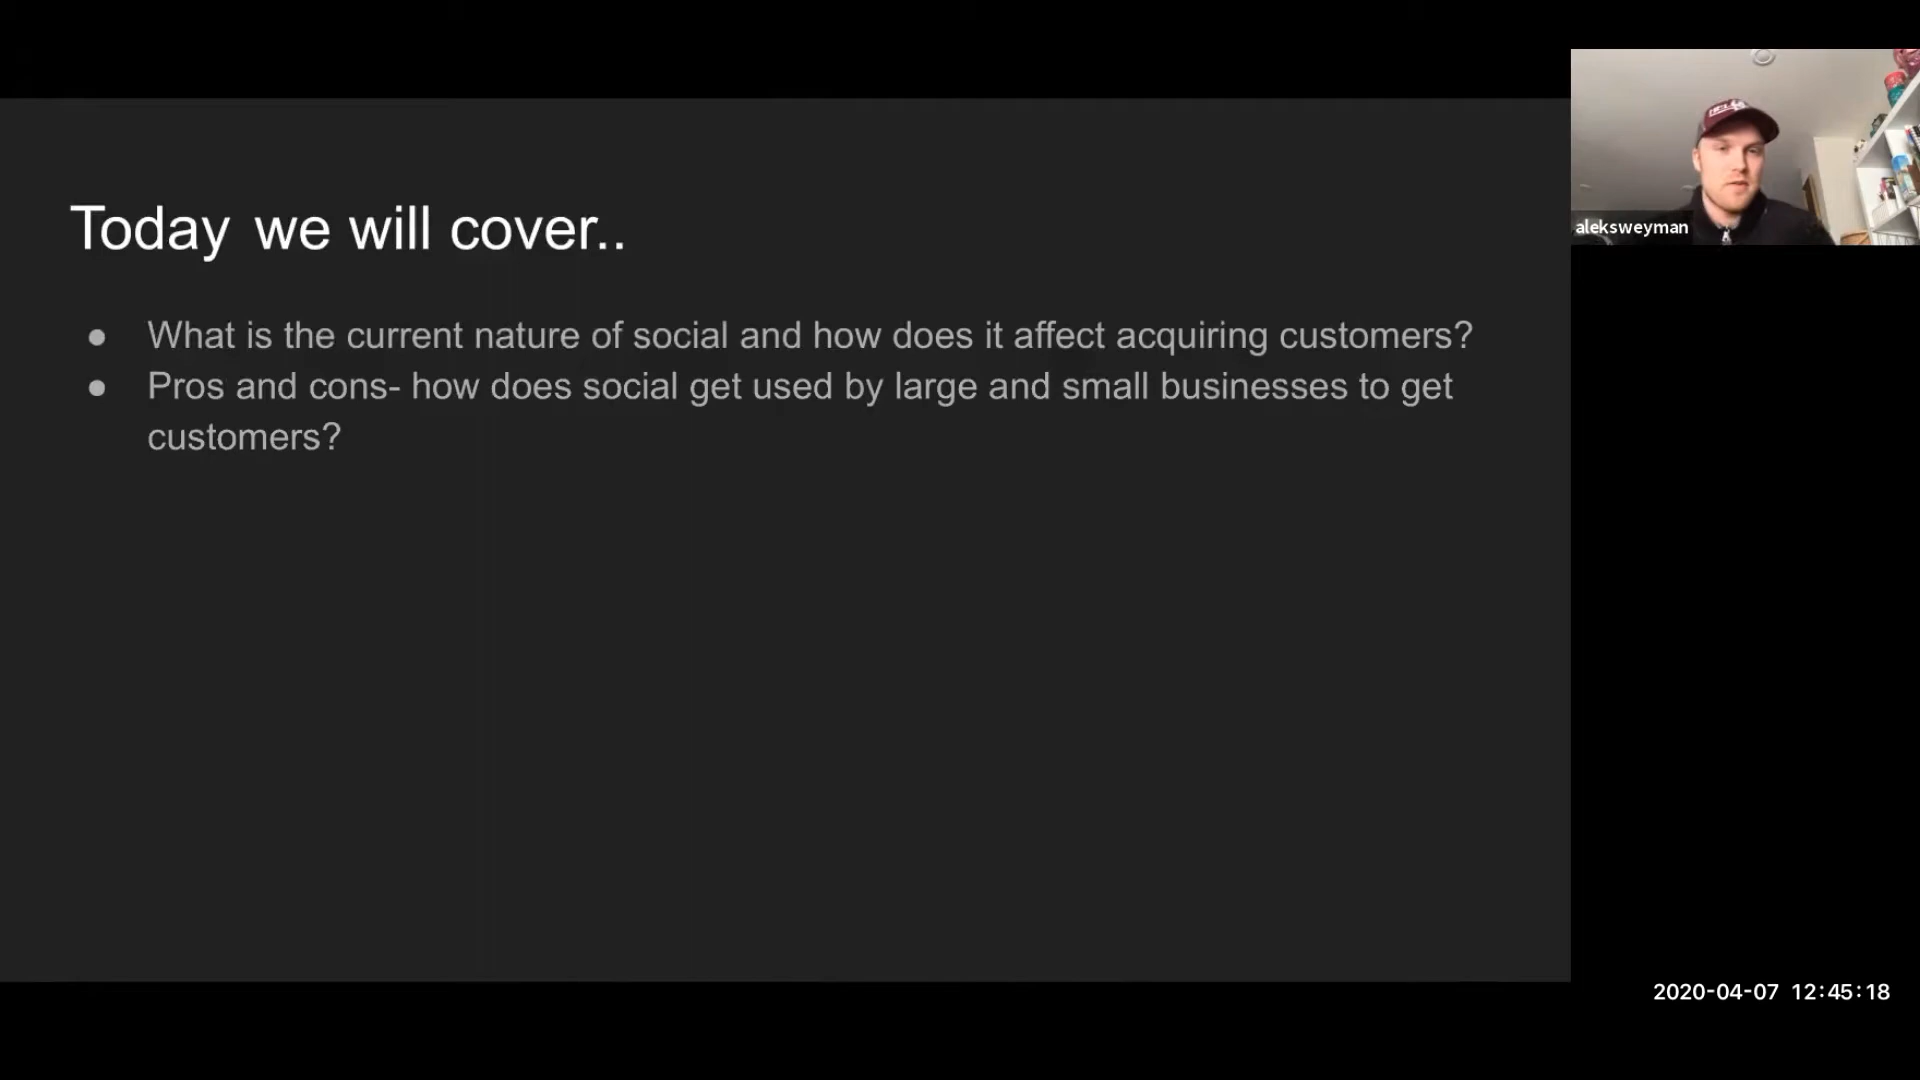 Today we will cover..
● What is the current nature of social and how does it affect acquiring customers?
● Pros and cons- how does social get used by large and small businesses to get
customers?
aleksweyman
2020-04-07 12:45:18